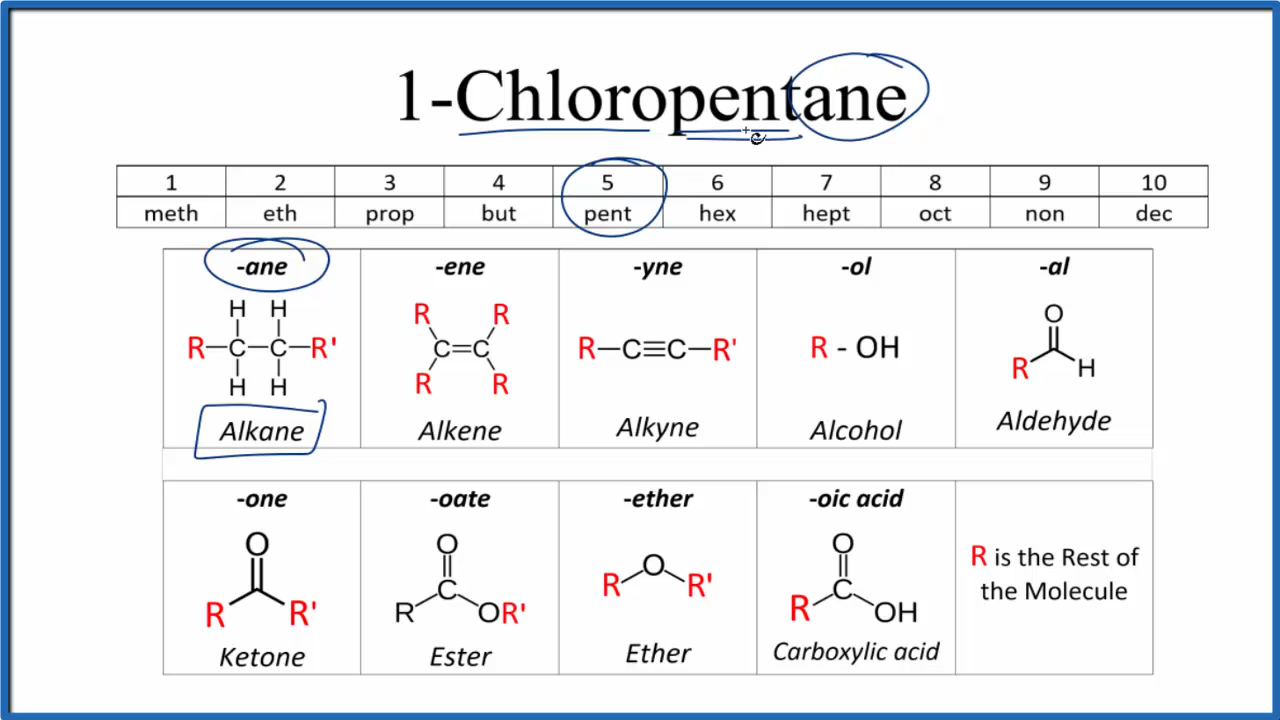 1-Chloropentane
1 2 3 4 5 6 7 8 9 10
meth eth prop but pent hex hept oct non dec
-ane -ene -yne -ol -al
H H
R C C R'
H H
R R
C C
R R
R C C R'
R - OH
O
R H
Alkane Alkene Alkyne Alcohol Aldehyde
-one -oate -ether -oic acid
O
R R'
O
C
R OR'
O
R R'
O
C
R OH
R is the Rest of
the Molecule
Ketone Ester Ether Carboxylic acid